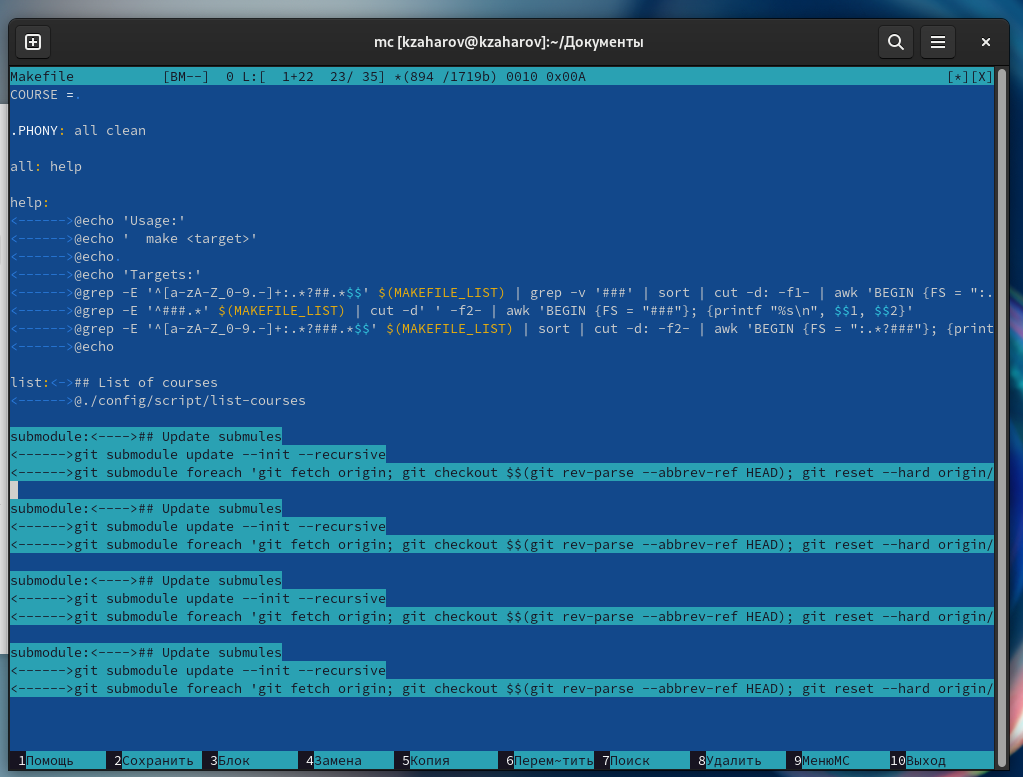 mc [kzaharov@kzaharov]:~/Документы
Makefile           [BM--]  0 L:[  1+22  23/ 35] *(894 /1719b) 0010 0x00A                                             [*][X]
COURSE =.
.PHONY: all clean
all: help
help:
<------>@echo 'Usage:'
<------>@echo '  make <target>'
<------>@echo.
<------>@echo 'Targets:'
<------>@grep -E '^[a-zA-Z_0-9.-]+:.*?##.*$$' $(MAKEFILE_LIST) | grep -v '###' | sort | cut -d: -f1- | awk 'BEGIN {FS = ":.
<------>@grep -E '^###.*' $(MAKEFILE_LIST) | cut -d' ' -f2- | awk 'BEGIN {FS = "###"}; {printf "%s\n", $$1, $$2}'
<------>@grep -E '^[a-zA-Z_0-9.-]+:.*?###.*$$' $(MAKEFILE_LIST) | sort | cut -d: -f2- | awk 'BEGIN {FS = ":.*?###"}; {print
<------>@echo
list:<->## List of courses
<------>@./config/script/list-courses
submodule:<---->## Update submules
<------>git submodule update --init --recursive
<------>git submodule foreach 'git fetch origin; git checkout $$(git rev-parse --abbrev-ref HEAD); git reset --hard origin/
submodule:<---->## Update submules
<------>git submodule update --init --recursive
<------>git submodule foreach 'git fetch origin; git checkout $$(git rev-parse --abbrev-ref HEAD); git reset --hard origin/
submodule:<---->## Update submules
<------>git submodule update --init --recursive
<------>git submodule foreach 'git fetch origin; git checkout $$(git rev-parse --abbrev-ref HEAD); git reset --hard origin/
submodule:<---->## Update submules
<------>git submodule update --init --recursive
<------>git submodule foreach 'git fetch origin; git checkout $$(git rev-parse --abbrev-ref HEAD); git reset --hard origin/
1Помощь 2Сохранить 3Блок 4Замена 5Копия 6Перем~тить 7Поиск 8Удалить 9МенюMC 10Выход